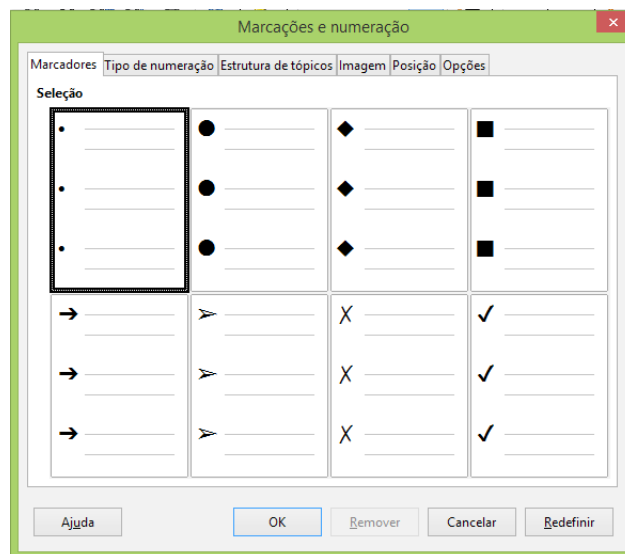 Marcações e numeração
Marcadores Tipo de numeração Estrutura de tópicos Imagem Posição Opções
Seleção
Ajuda OK Remover Cancelar Redefinir